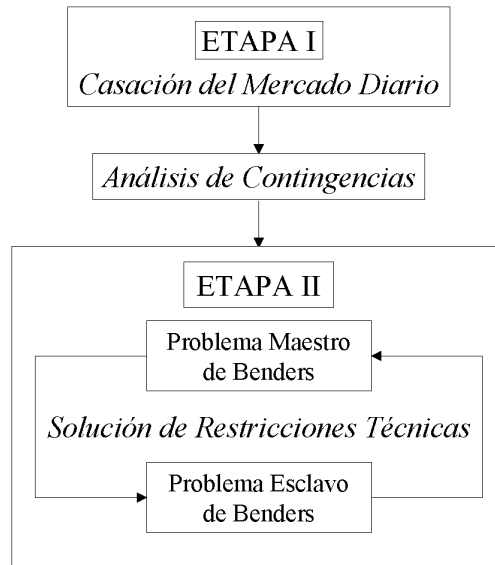 ETAPA I
Casación del Mercado Diario
Análisis de Contingencias
ETAPA II
Problema Maestro
de Benders
Solución de Restricciones Técnicas
Problema Esclavo
de Benders